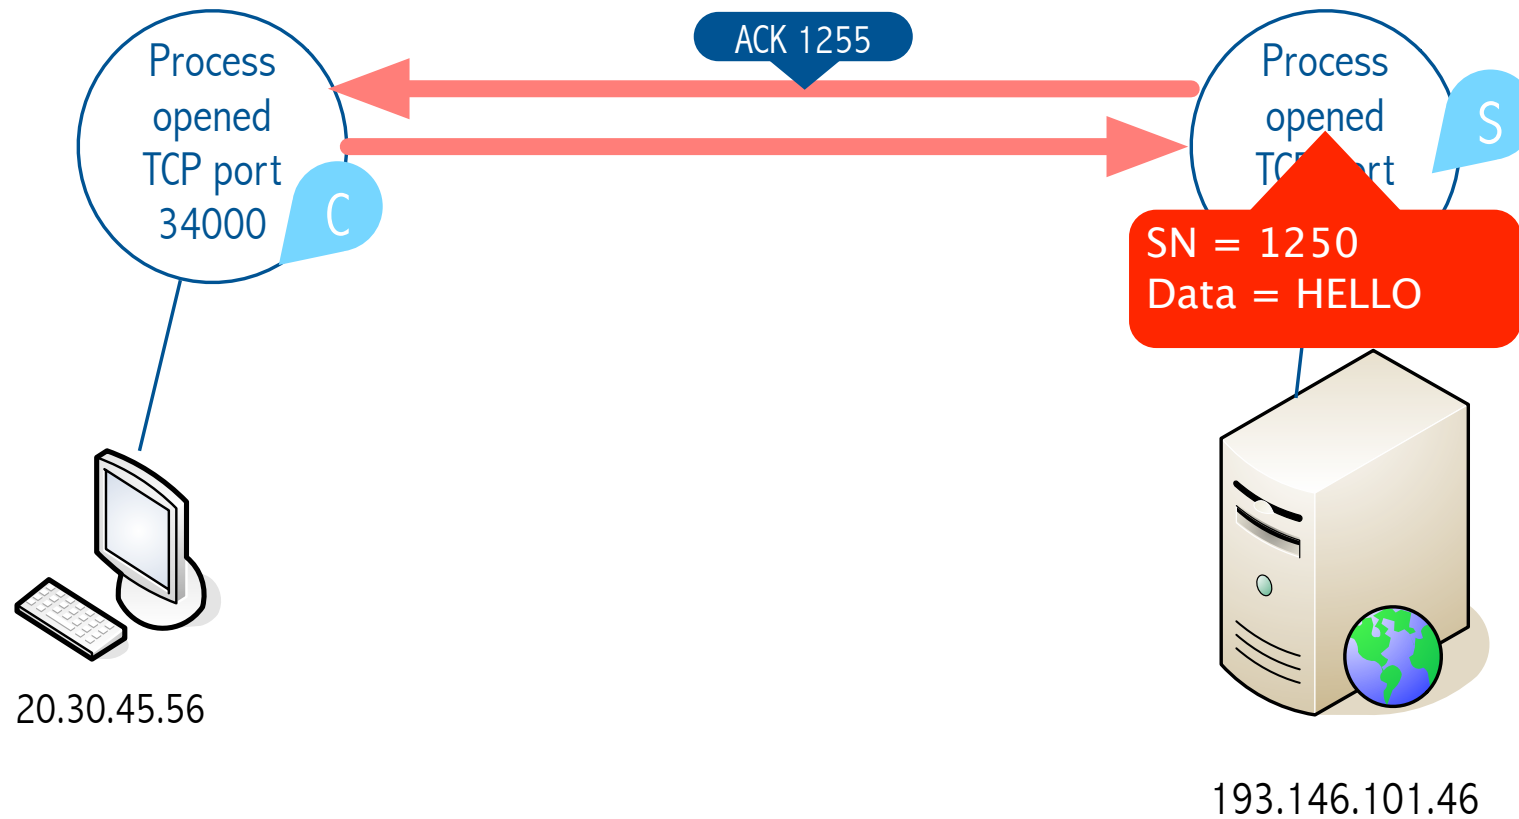 Process
opened
TCP port
34000
C
ACK 1255
Process
opened
S
SN = 1250
Data = HELLO
20.30.45.56
193.146.101.46